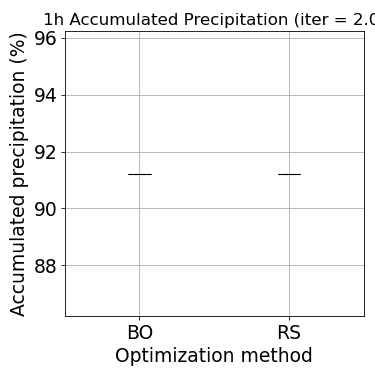 1h Accumulated Precipitation (iter = 2.0
Accumulated precipitation (%)
96
94
92
90
88
BO RS
Optimization method